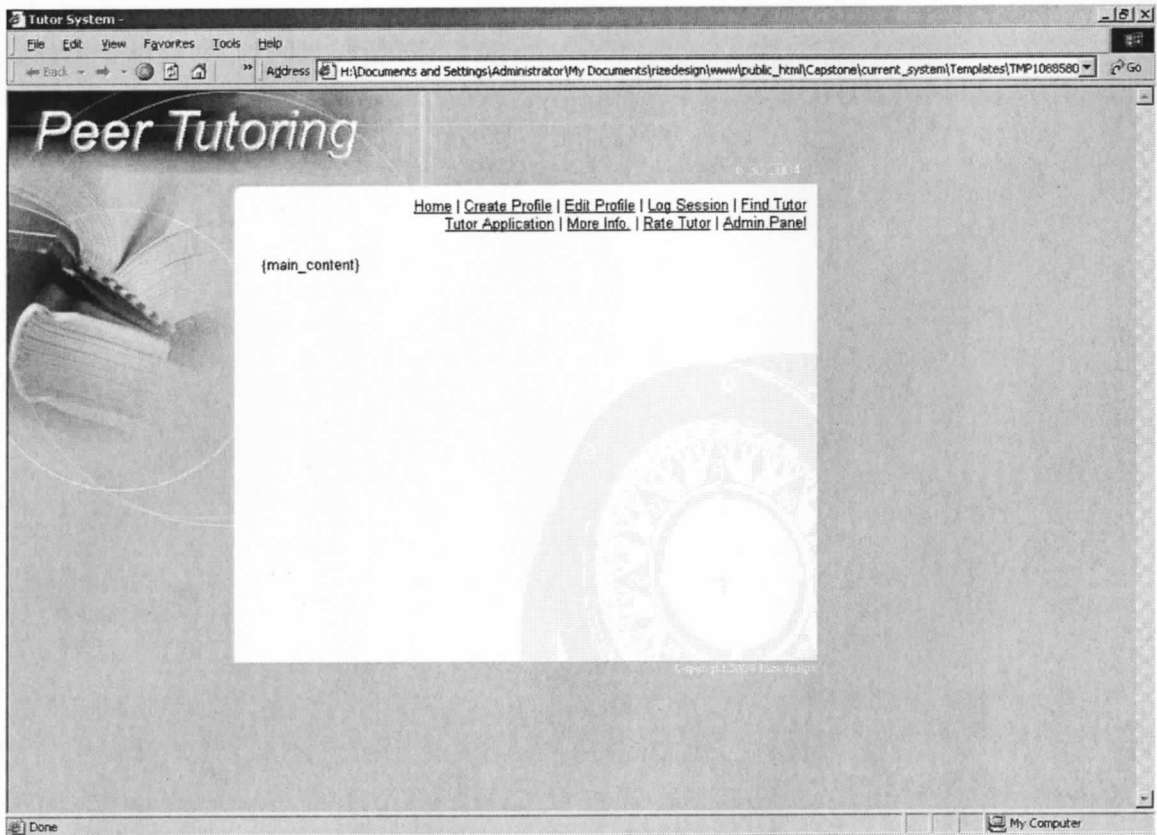 Tutor System -
File Edit View Favorites Tools Help
Back » Address H:\Documents and Settings\Administrator\My Documents\rizedesign\www\public_html\Capstone\current_system\Templates\TMP1068580 Go
Peer Tutoring
Home | Create Profile | Edit Profile | Log Session | Find Tutor
Tutor Application | More Info. | Rate Tutor | Admin Panel
{main_content}
Done My Computer